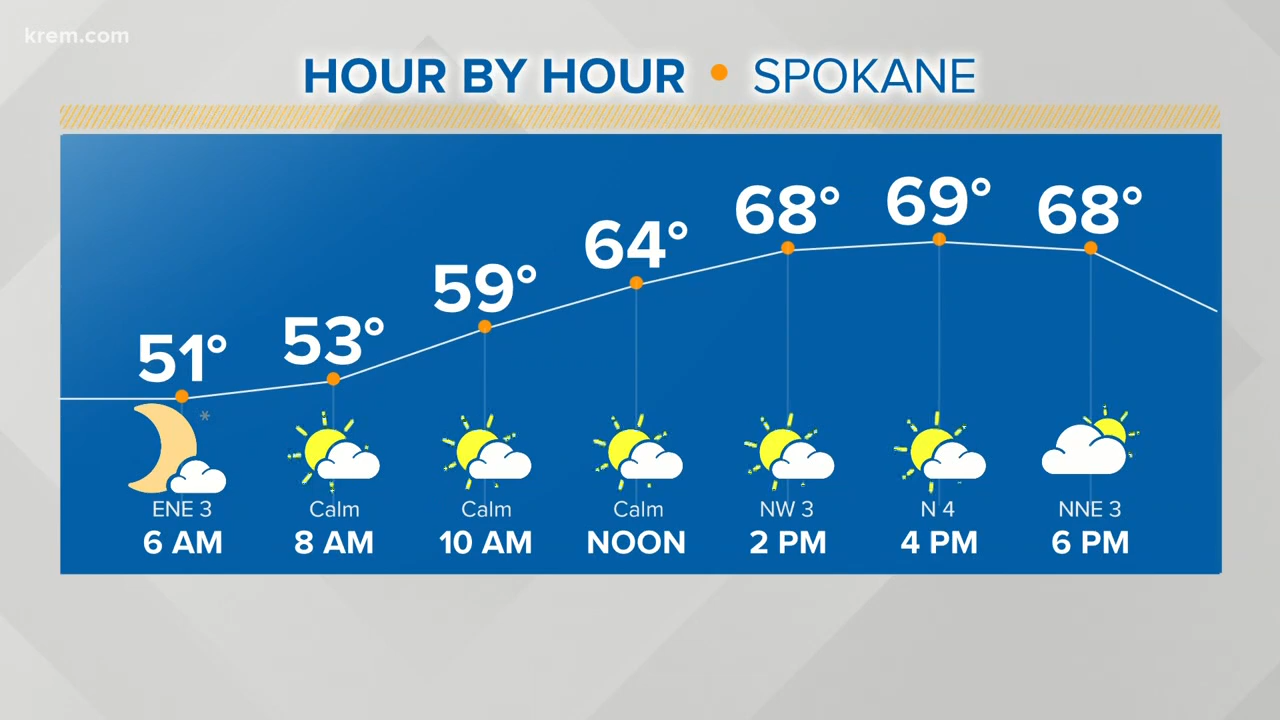 krem.com
HOUR BY HOUR • SPOKANE
51° 53° 59° 64° 68° 69° 68°
ENE 3 Calm Calm Calm NW 3 N 4 NNE 3
6 AM 8 AM 10 AM NOON 2 PM 4 PM 6 PM